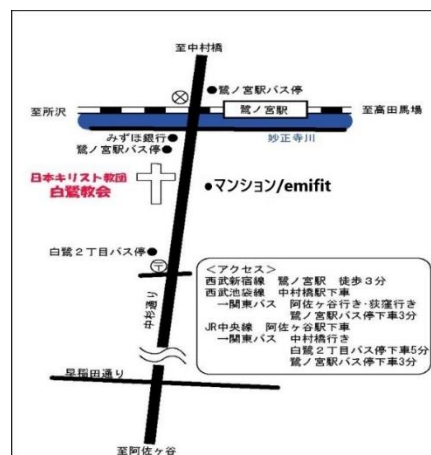 至中村橋
鷺ノ宮駅バス停
鷺ノ宮駅
至所沢
至高田馬場
みずほ銀行
妙正寺川
鷺ノ宮駅バス停
日本キリスト教団
白鷺教会
マンション/emifit
白鷺2丁目バス停
〒
中杉通り
＜アクセス＞
西武新宿線 鷺ノ宮駅 徒歩3分
西武池袋線 中村橋駅下車
→関東バス 阿佐ヶ谷行き・荻窪行き
鷺ノ宮駅バス停下車3分
JR中央線 阿佐ヶ谷駅下車
→関東バス 中村橋行き
白鷺2丁目バス停下車5分
鷺ノ宮駅バス停下車3分
早稲田通り
至阿佐ヶ谷